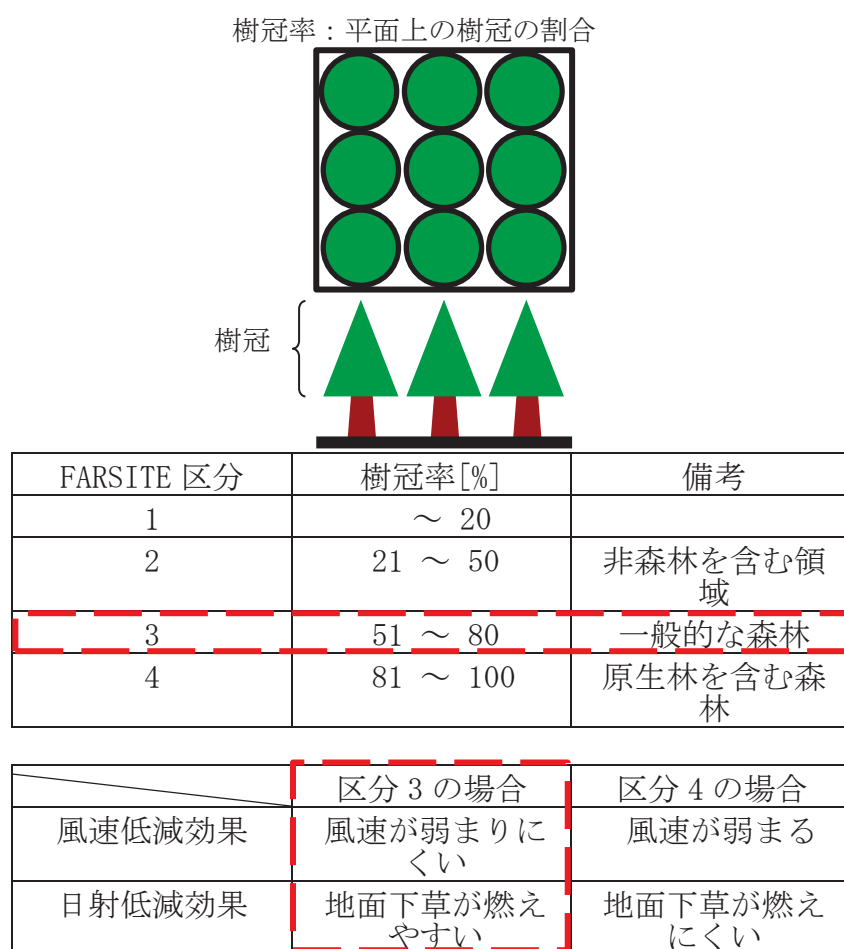 樹冠率：平面上の樹冠の割合
樹冠
FARSITE 区分 樹冠率[%] 備考
1 ～ 20
2 21 ～ 50 非森林を含む領
域
3 51 ～ 80 一般的な森林
4 81 ～ 100 原生林を含む森
林
区分3の場合 区分4の場合
風速低減効果 風速が弱まりに 風速が弱まる
くい
日射低減効果 地面下草が燃え 地面下草が燃え
やすい にくい